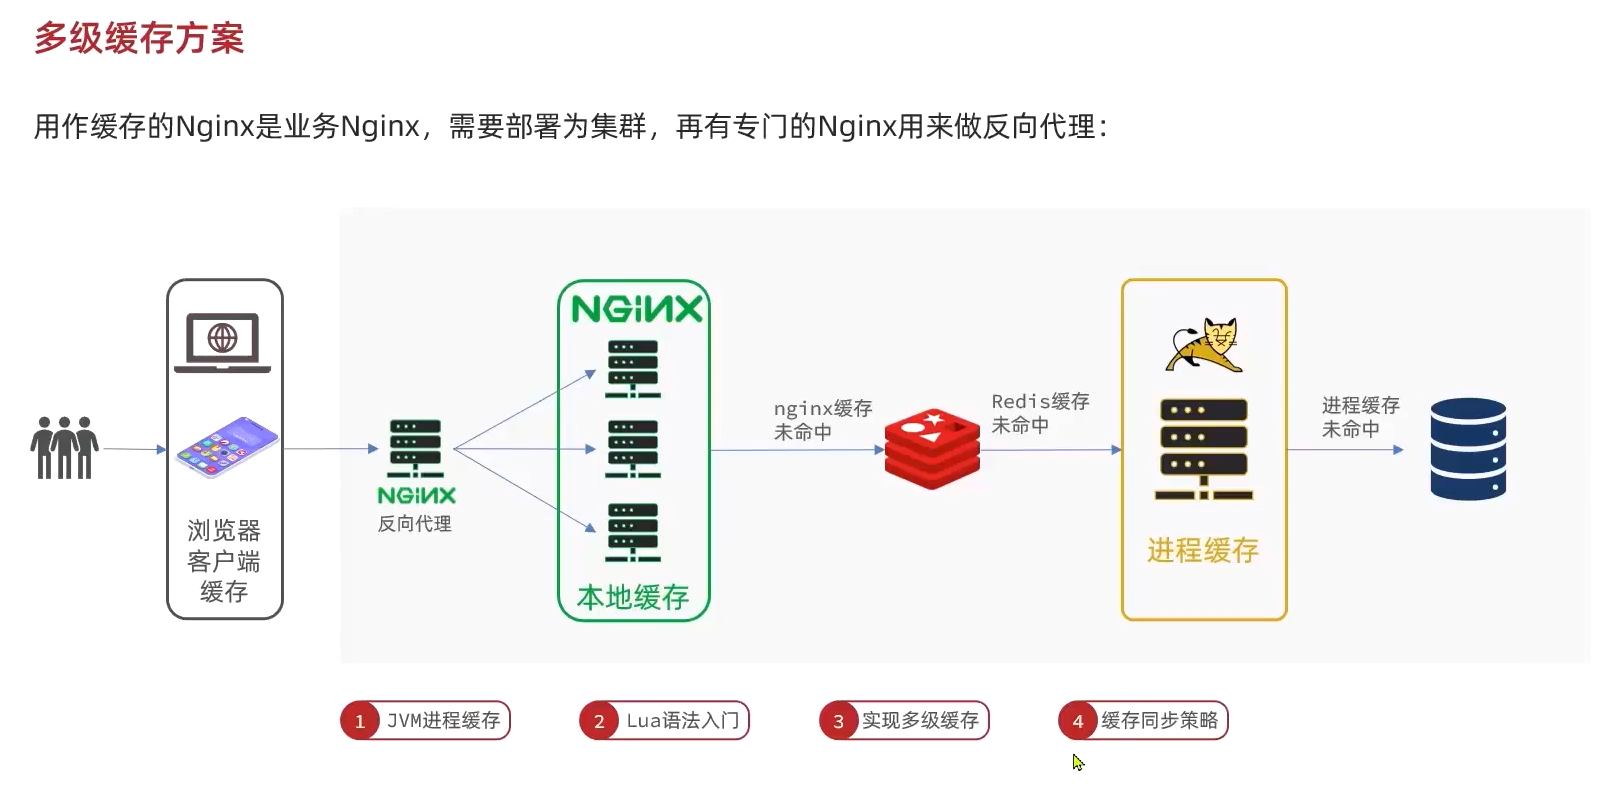 多级缓存方案
用作缓存的Nginx是业务Nginx，需要部署为集群，再有专门的Nginx用来做反向代理：
浏览器
客户端
缓存
NGINX
反向代理
NGINX
本地缓存
nginx缓存
未命中
Redis缓存
未命中
进程缓存
进程缓存
未命中
1 JVM进程缓存
2 Lua语法入门
3 实现多级缓存
4 缓存同步策略